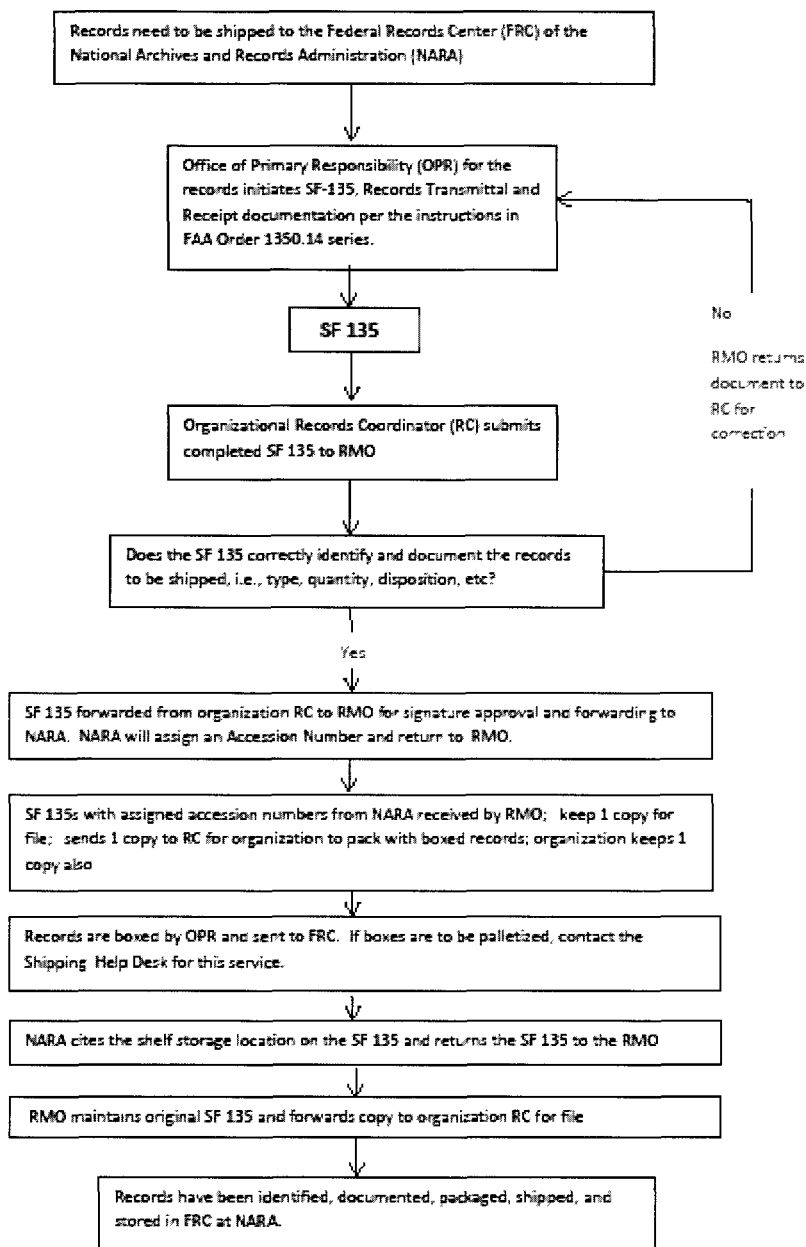 Records need to be shipped to the Federal Records Center (FRC) of the
National Archives and Records Administration (NARA)
Office of Primary Responsibility (OPR) for the
records initiates SF-135, Records Transmittal and
Receipt documentation per the instructions in
FAA Order 1350.14 series.
SF 135
No
RMO returns
document to
RC for
correction
Organizational Records Coordinator (RC) submits
completed SF 135 to RMO
Does the SF 135 correctly identify and document the records
to be shipped, i.e., type, quantity, disposition, etc?
Yes
SF 135 forwarded from organization RC to RMO for signature approval and forwarding to
NARA. NARA will assign an Accession Number and return to RMO.
SF 135s with assigned accession numbers from NARA received by RMO; keep 1 copy for
file; sends 1 copy to RC for organization to pack with boxed records; organization keeps 1
copy also
Records are boxed by OPR and sent to FRC. If boxes are to be palletized, contact the
Shipping Help Desk for this service.
NARA cites the shelf storage location on the SF 135 and returns the SF 135 to the RMO
RMO maintains original SF 135 and forwards copy to organization RC for file
Records have been identified, documented, packaged, shipped, and
stored in FRC at NARA.